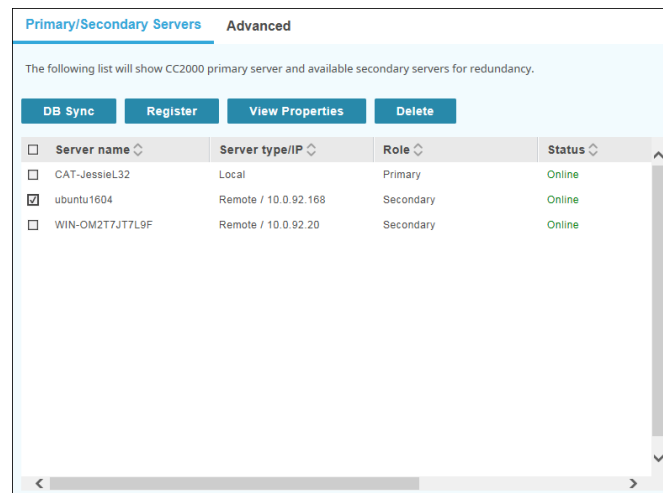 Primary/Secondary Servers Advanced
The following list will show CC2000 primary server and available secondary servers for redundancy.
DB Sync Register View Properties Delete
Server name Server type/IP Role Status
CAT-JessieL32 Local Primary Online
ubuntu1604 Remote / 10.0.92.168 Secondary Online
WIN-OM2T7JT7L9F Remote / 10.0.92.20 Secondary Online